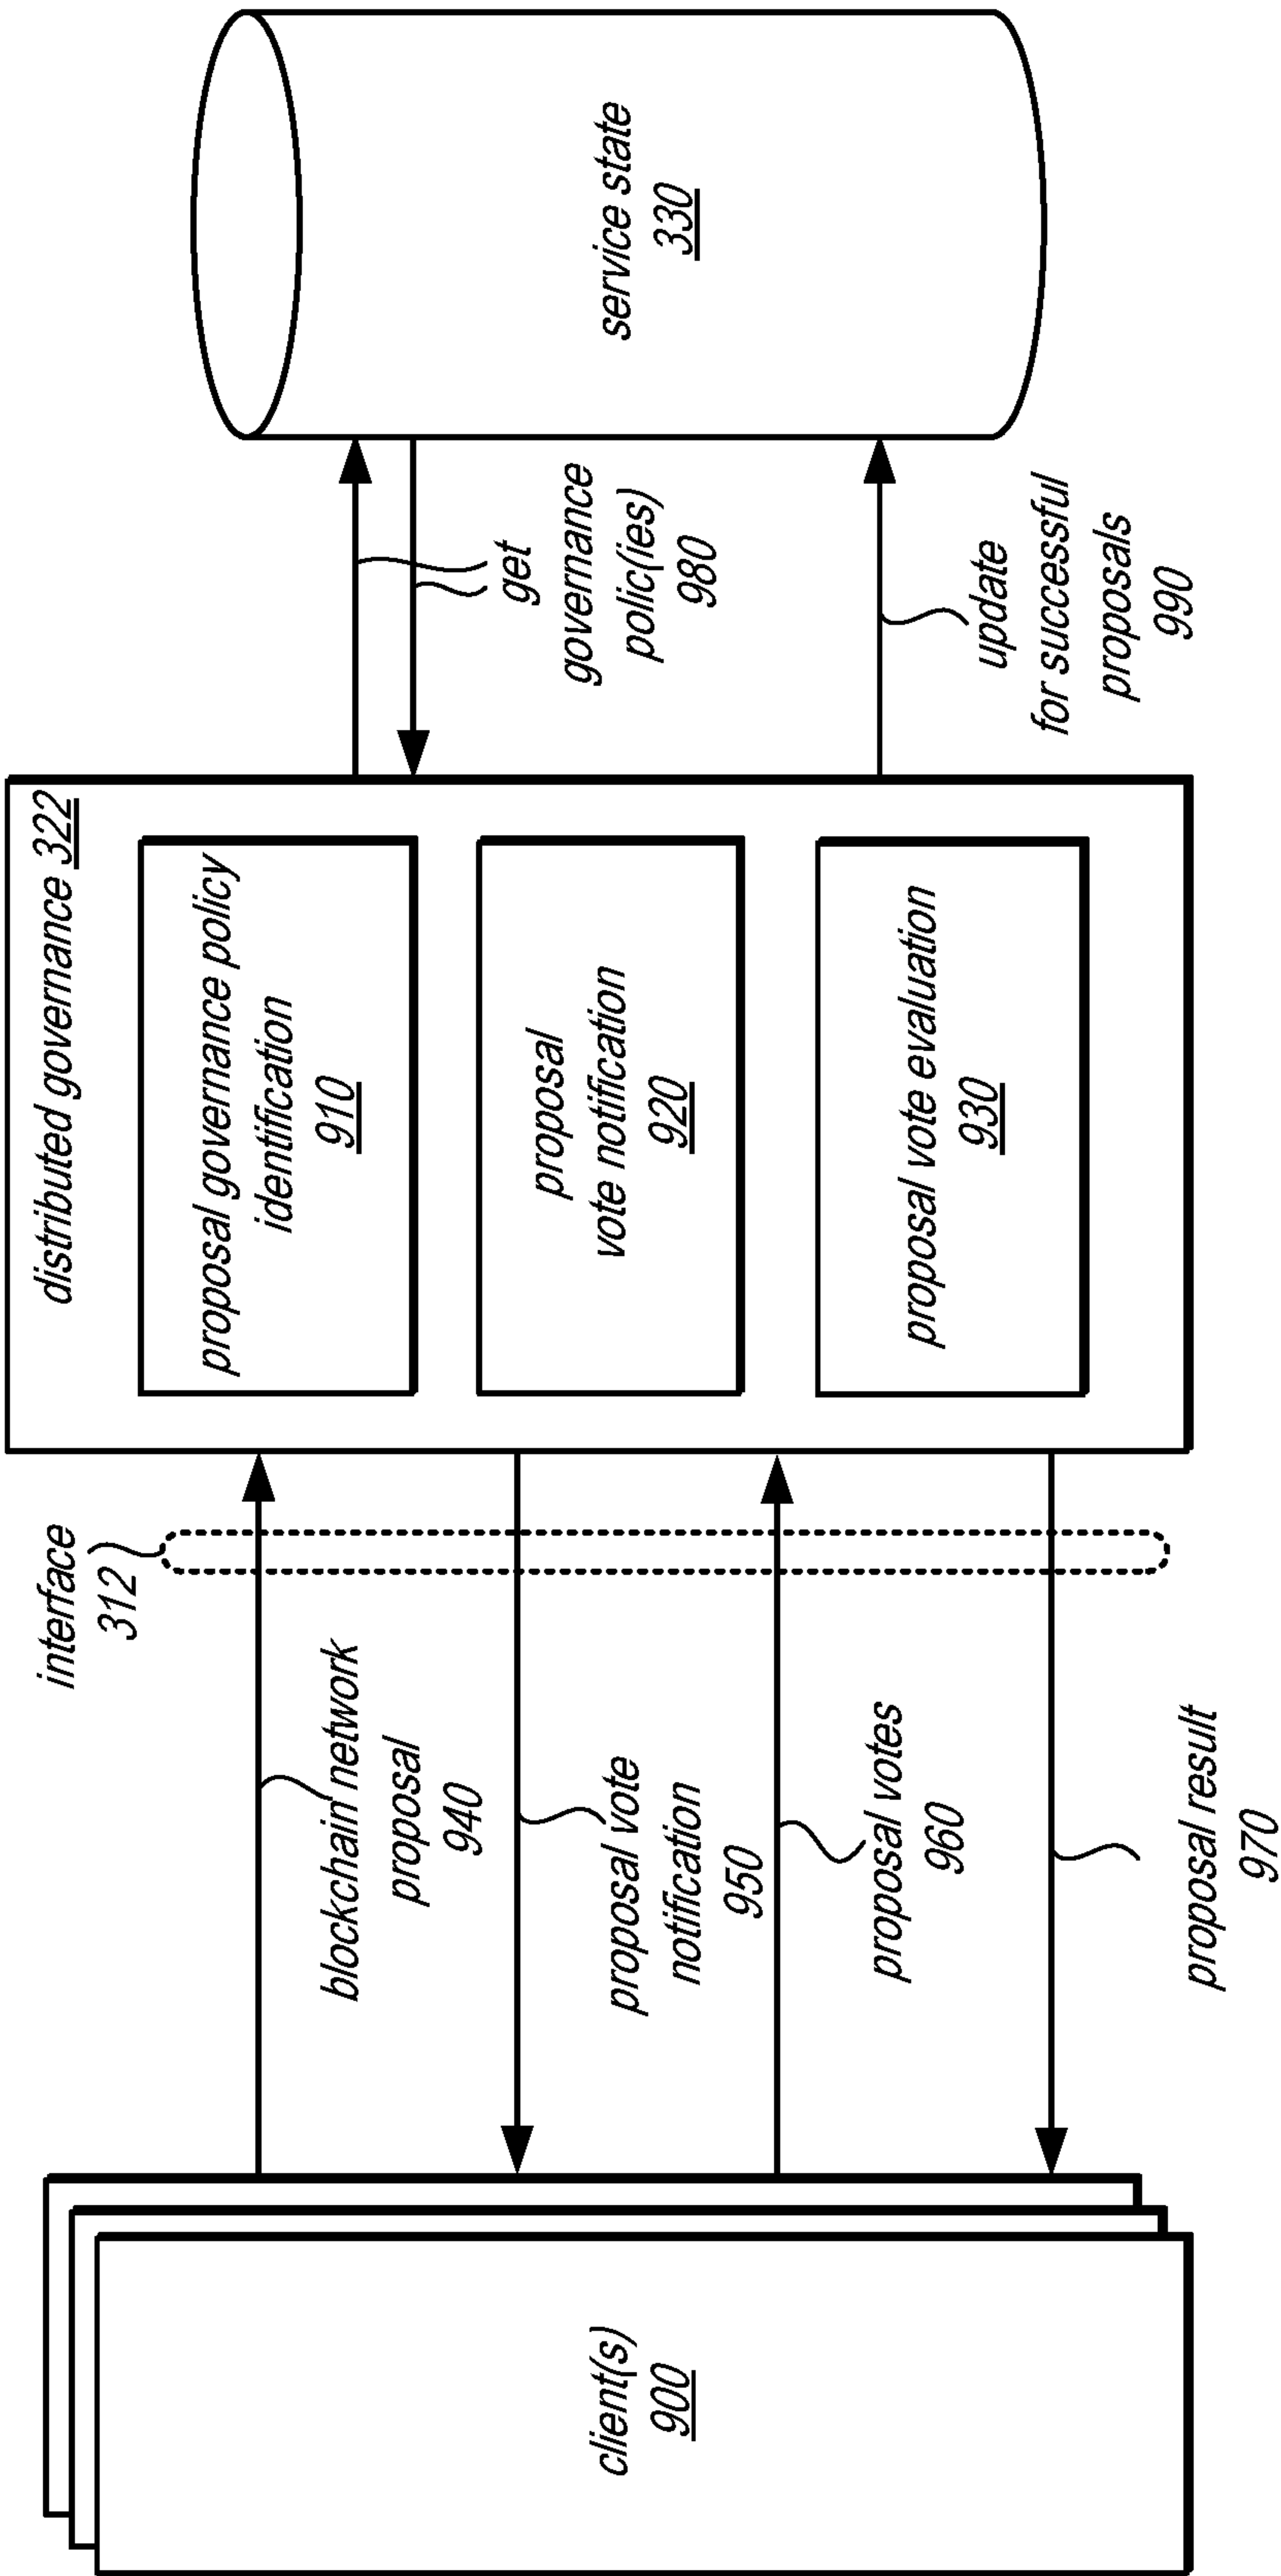 client(s)
900
interface
312
blockchain network
proposal
940
proposal vote
notification
950
proposal votes
960
proposal result
970
distributed governance 322
proposal governance policy
identification
910
proposal
vote notification
920
proposal vote evaluation
930
get
governance
polic(ies)
980
update
for successful
proposals
990
service state
330